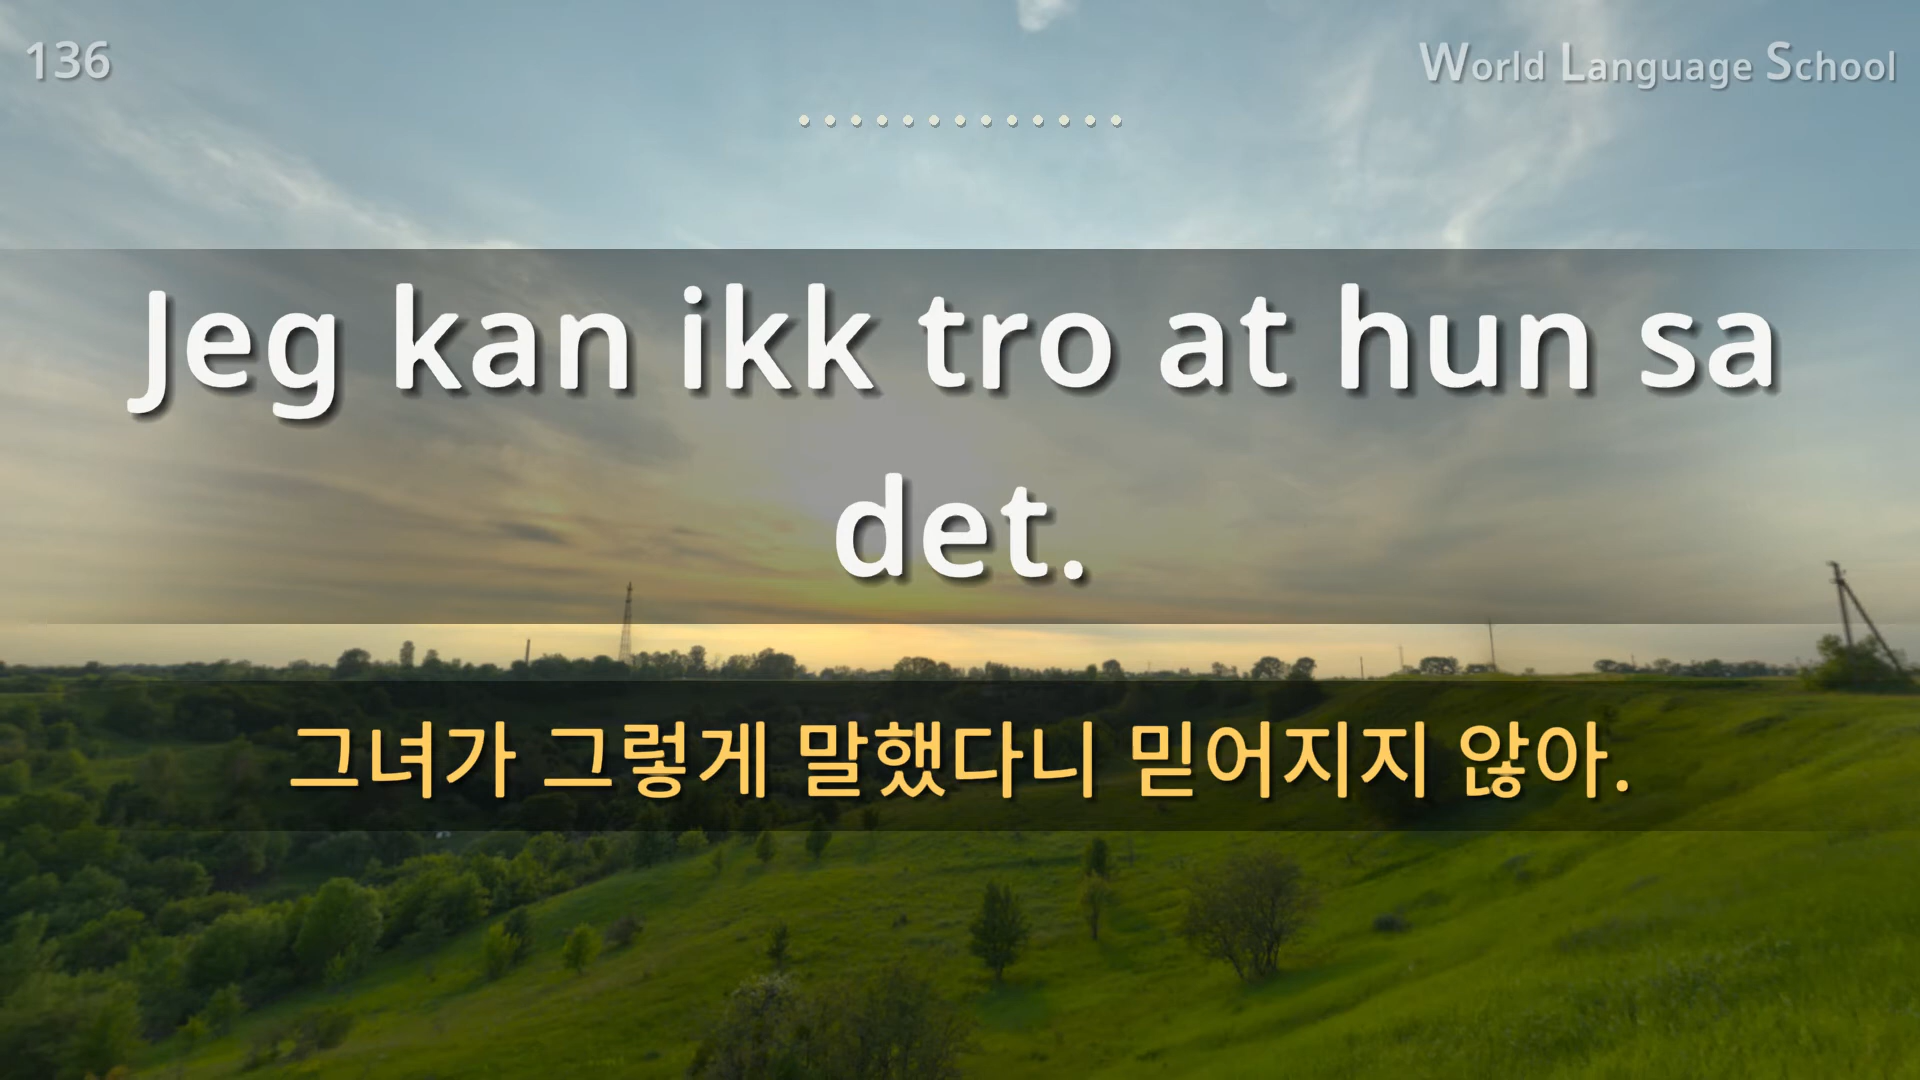 136
World Language School
Jeg kan ikk tro at hun sa
det.
그녀가 그렇게 말했다니 믿어지지 않아.